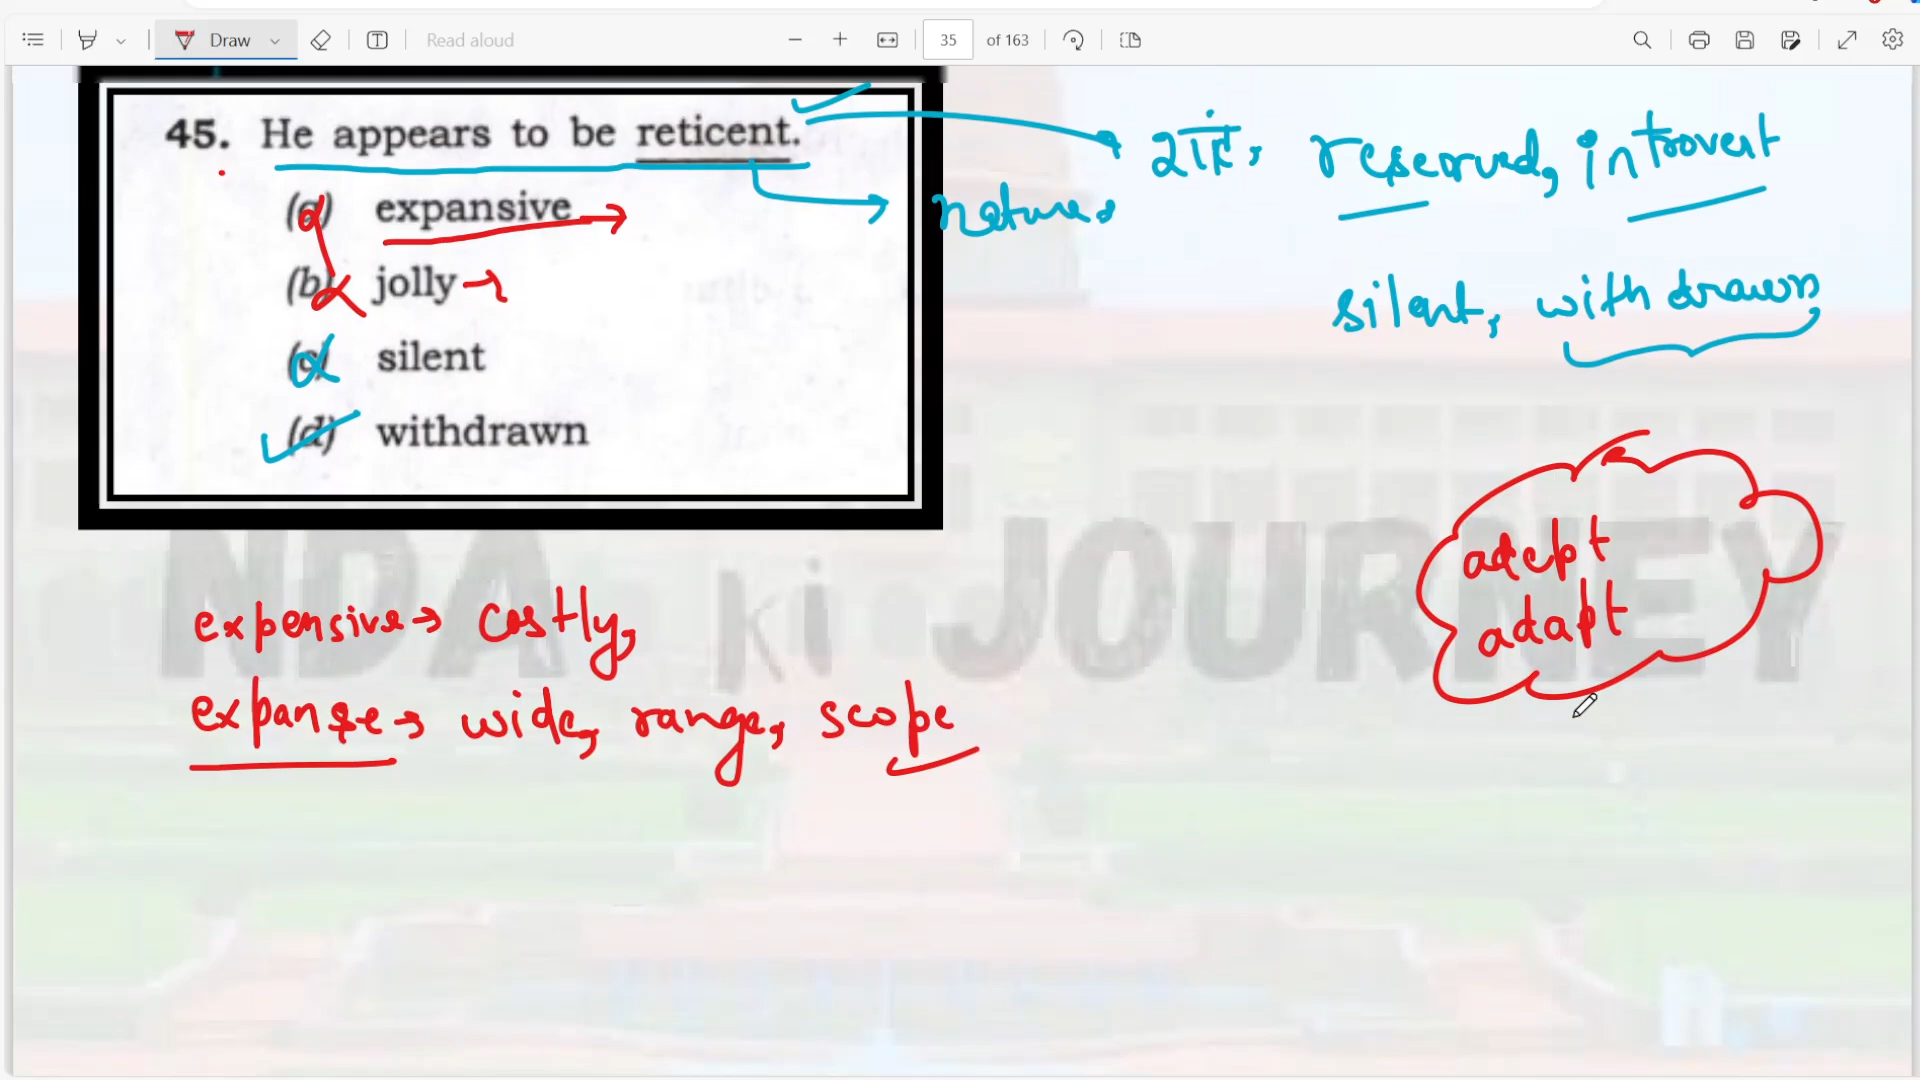 Draw
Read aloud
35 of 163
45. He appears to be reticent.
(a) expansive
(b) jolly
(c) silent
(d) withdrawn
reserved, introvert
nature
silent, withdrawn
adept
adapt
expensive → costly,
expanse → wide, range, scope
NDA ki JOURNEY